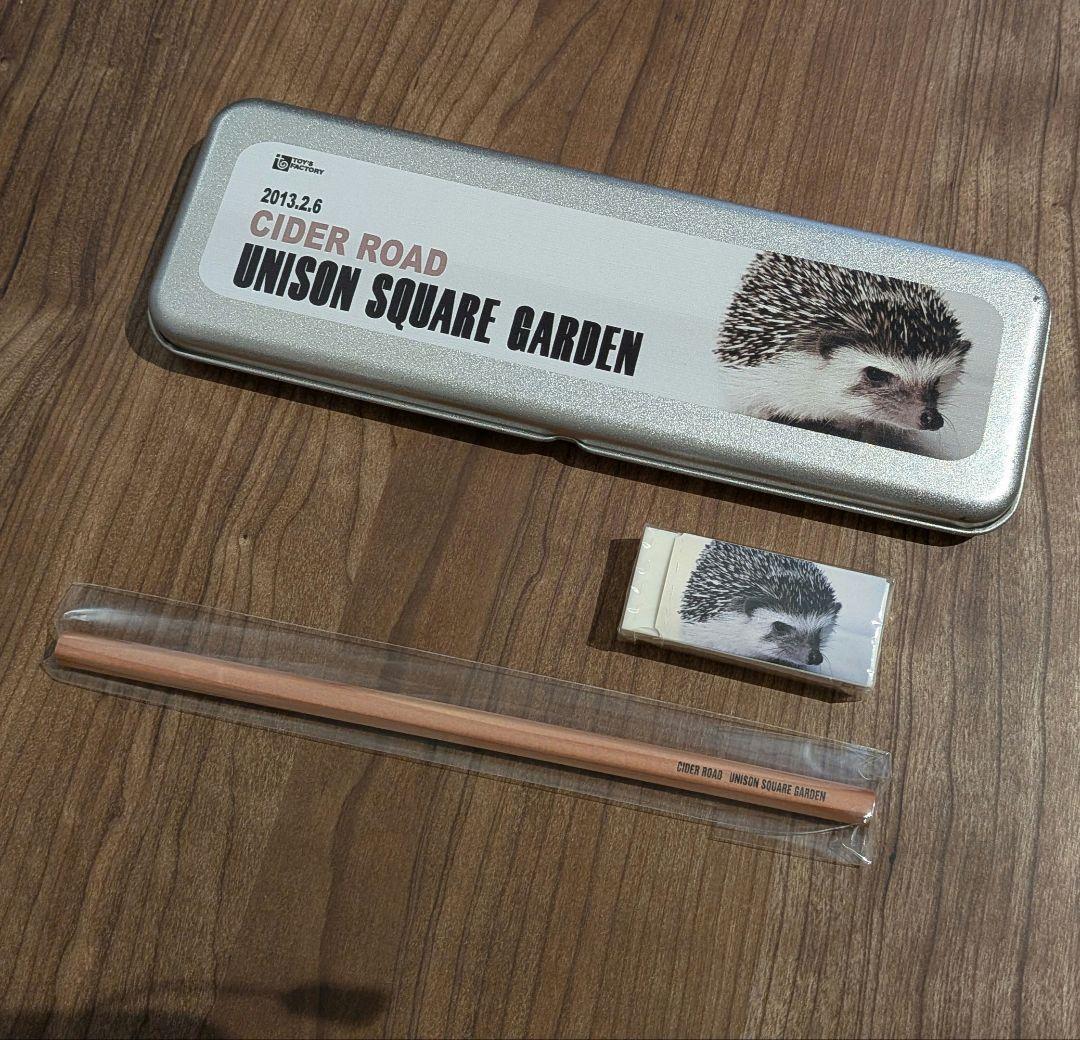 TOY'S
FACTORY
2013.2.6
CIDER ROAD
UNISON SQUARE GARDEN
CIDER ROAD UNISON SQUARE GARDEN